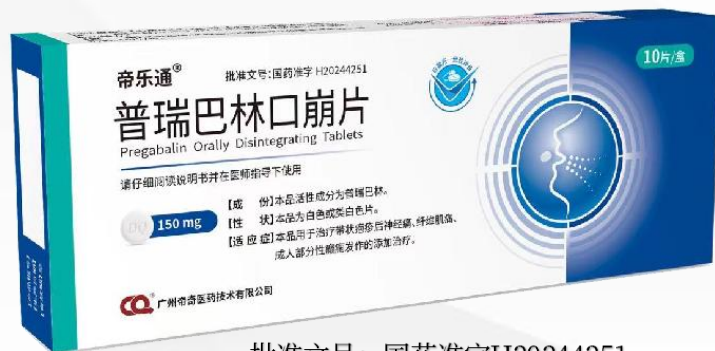 帝乐通®
批准文号:国药准字 H20244251
10片/盒
普瑞巴林口崩片
Pregabalin Orally Disintegrating Tablets
请仔细阅读说明书并在医师指导下使用
DQ 150 mg
【成 份】本品活性成分为普瑞巴林。
【性 状】本品为白色或类白色片。
【适应症】本品用于治疗带状疱疹后神经痛、纤维肌痛、
成人部分性癫痫发作的添加治疗。
广州帝奇医药技术有限公司